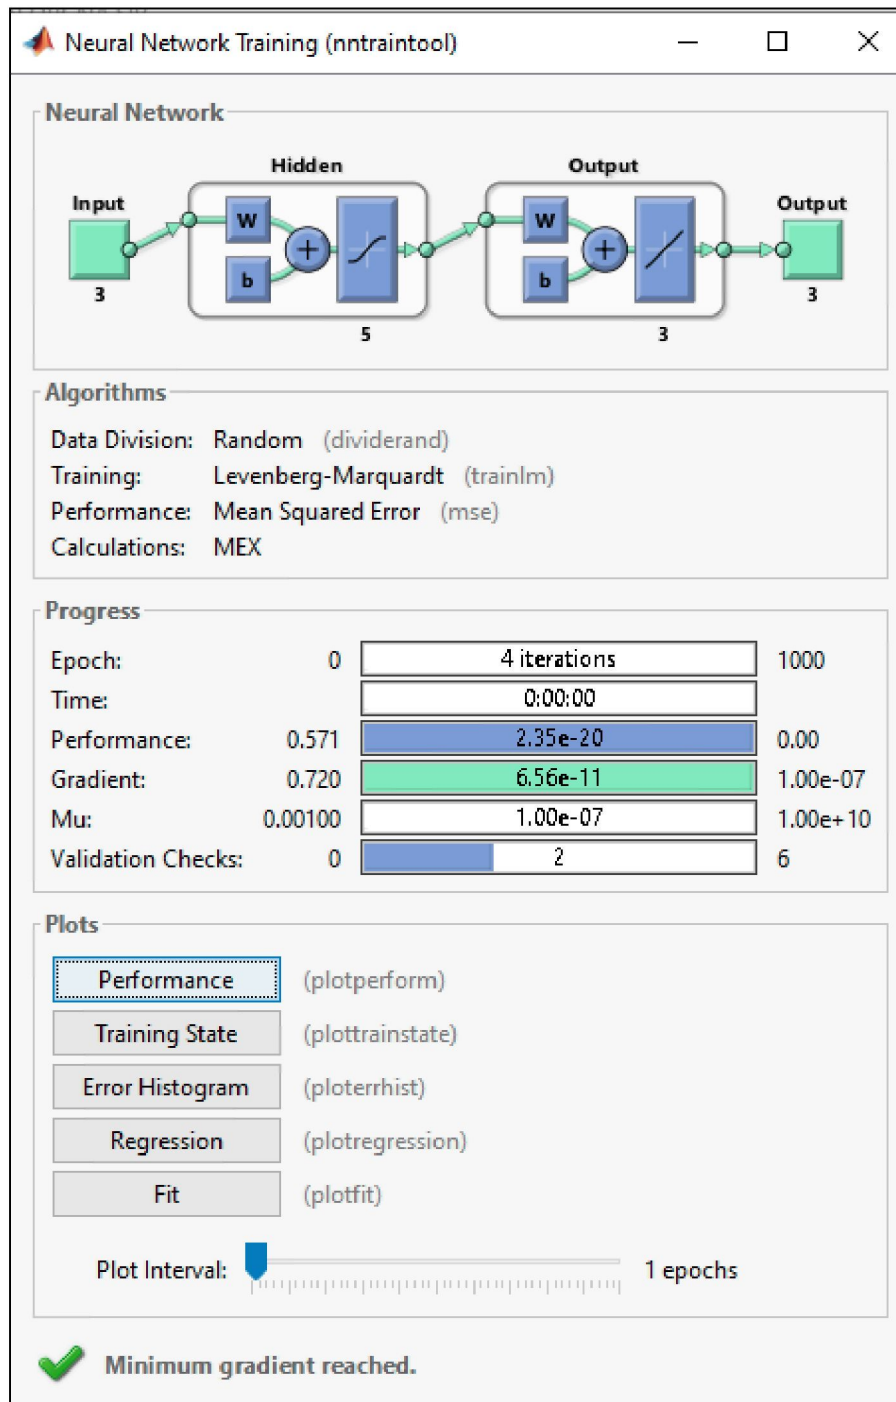 Neural Network Training (nntraintool)
Neural Network
Hidden
Output
Input
W
b
+
W
b
+
Output
3
5
3
3
Algorithms
Data Division: Random (dividerand)
Training: Levenberg-Marquardt (trainlm)
Performance: Mean Squared Error (mse)
Calculations: MEX
Progress
Epoch: 0 4 iterations 1000
Time: 0:00:00
Performance: 0.571 2.35e-20 0.00
Gradient: 0.720 6.56e-11 1.00e-07
Mu: 0.00100 1.00e-07 1.00e+10
Validation Checks: 0 2 6
Plots
Performance (plotperform)
Training State (plottrainstate)
Error Histogram (ploterrhist)
Regression (plotregression)
Fit (plotfit)
Plot Interval: 1 epochs
Minimum gradient reached.